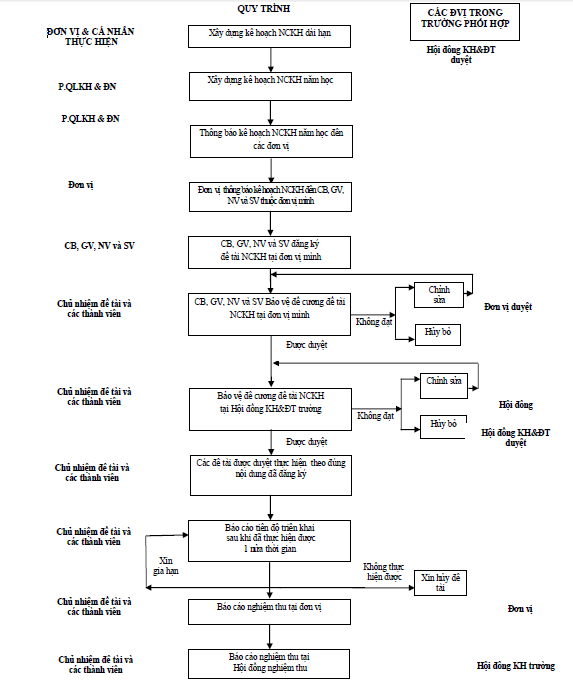 QUY TRÌNH
CÁC ĐVỊ TRONG
TRƯỜNG PHỐI HỢP
ĐƠN VỊ & CÁ NHÂN
THỰC HIỆN
Xây dựng kế hoạch NCKH dài hạn
Hội đồng KH&ĐT
duyệt
P.QLKH & ĐN
Xây dựng kế hoạch NCKH năm học
P.QLKH & ĐN
Thông báo kế hoạch NCKH năm học đến
các đơn vị
Đơn vị
Đơn vị thông báo kế hoạch NCKH đến CB, GV,
NV và SV thuộc đơn vị mình
CB, GV, NV và SV
CB, GV, NV và SV đăng ký
đề tài NCKH tại đơn vị mình
Chủ nhiệm đề tài và
các thành viên
CB, GV, NV và SV Bảo vệ đề cương đề tài
NCKH tại đơn vị mình
Không đạt
Chỉnh
sửa
Hủy bỏ
Đơn vị duyệt
Được duyệt
Chủ nhiệm đề tài và
các thành viên
Bảo vệ đề cương đề tài NCKH
tại Hội đồng KH&ĐT trường
Không đạt
Chỉnh sửa
Hủy bỏ
Hội đồng
Hội đồng KH&ĐT
duyệt
Được duyệt
Chủ nhiệm đề tài và
các thành viên
Các đề tài được duyệt thực hiện theo đúng
nội dung đã đăng ký
Chủ nhiệm đề tài và
các thành viên
Báo cáo tiến độ triển khai
sau khi đã thực hiện được
1 nửa thời gian
Xin
gia hạn
Không thực
hiện được
Xin hủy đề
tài
Chủ nhiệm đề tài và
các thành viên
Báo cáo nghiệm thu tại đơn vị
Đơn vị
Chủ nhiệm đề tài và
các thành viên
Báo cáo nghiệm thu tại
Hội đồng nghiệm thu
Hội đồng KH trường